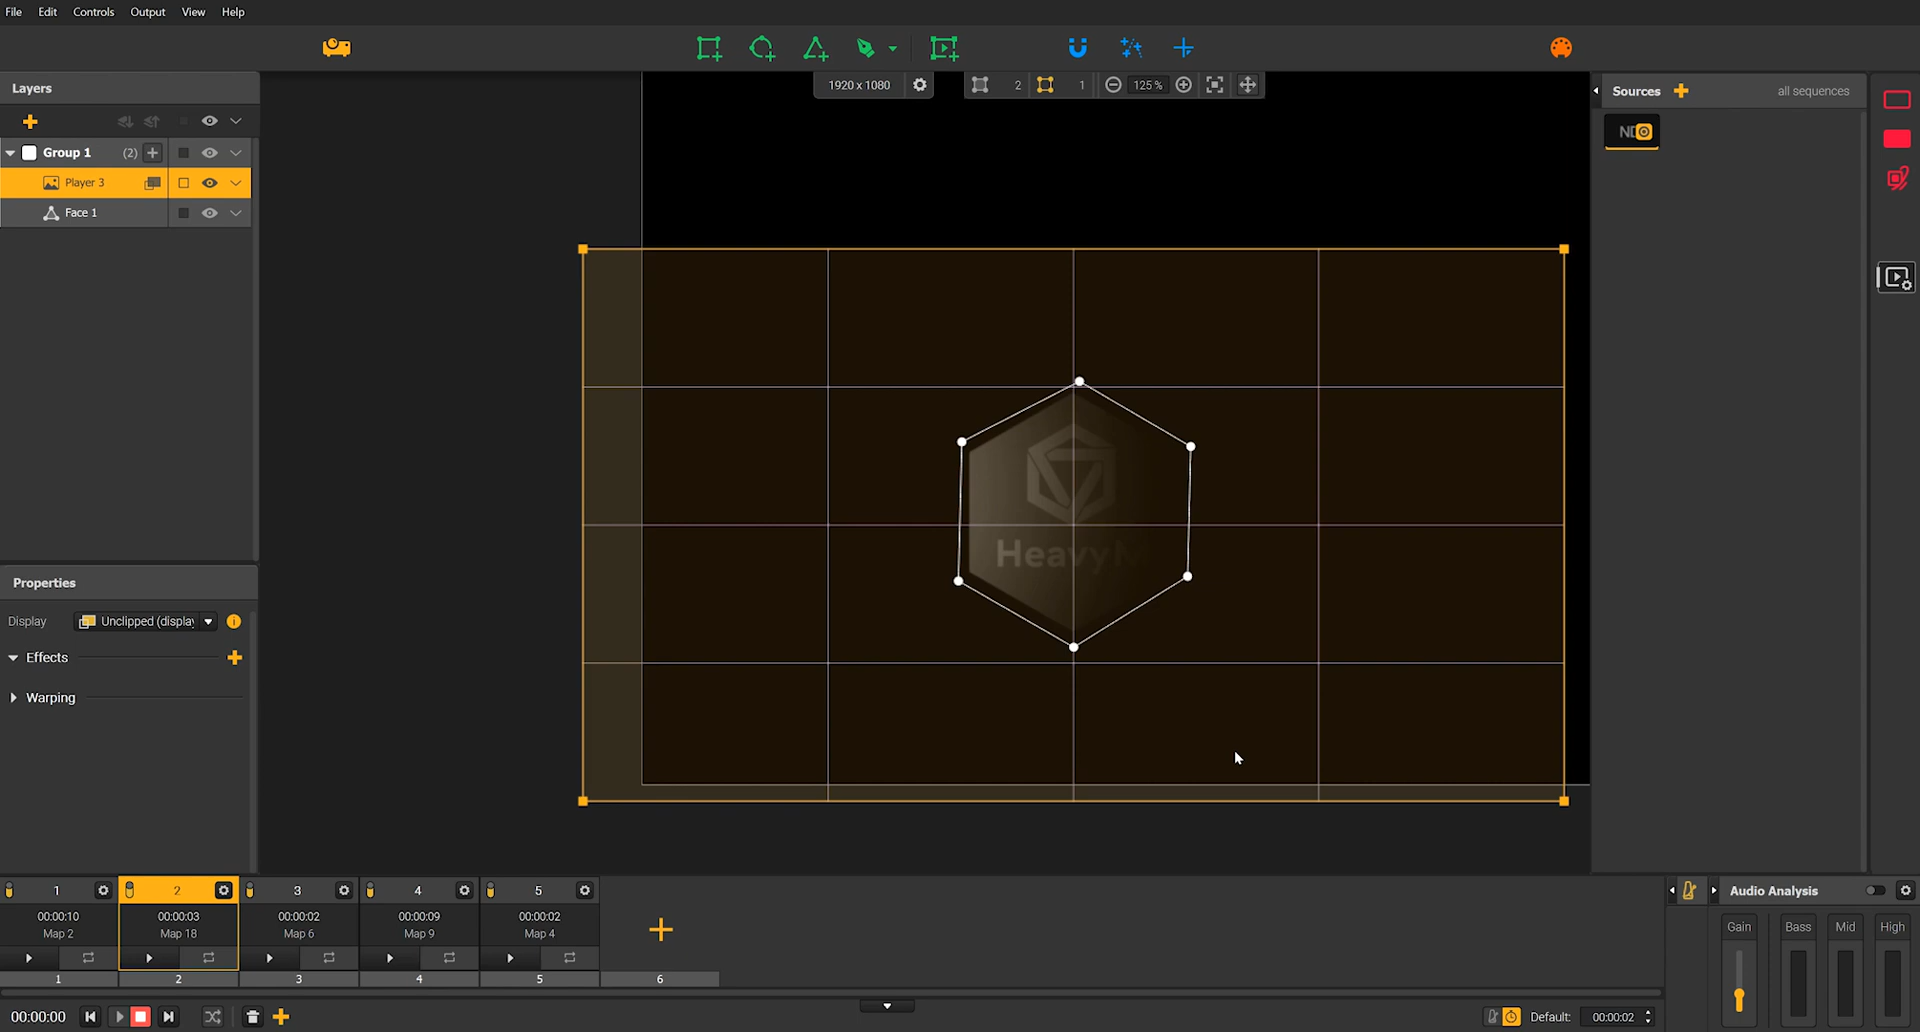 File Edit Controls Output View Help
Layers
1920 x 1080 2 1 125 %
Sources all sequences
Group 1 (2)
Player 3
Face 1
HeavyM
Properties
Display Unclipped (display
Effects
Warping
1 2 3 4 5
00:00:10 00:00:03 00:00:02 00:00:09 00:00:02
Map 2 Map 18 Map 6 Map 9 Map 4
1 2 3 4 5 6
Audio Analysis
Gain Bass Mid High
00:00:00 Default: 00:00:02